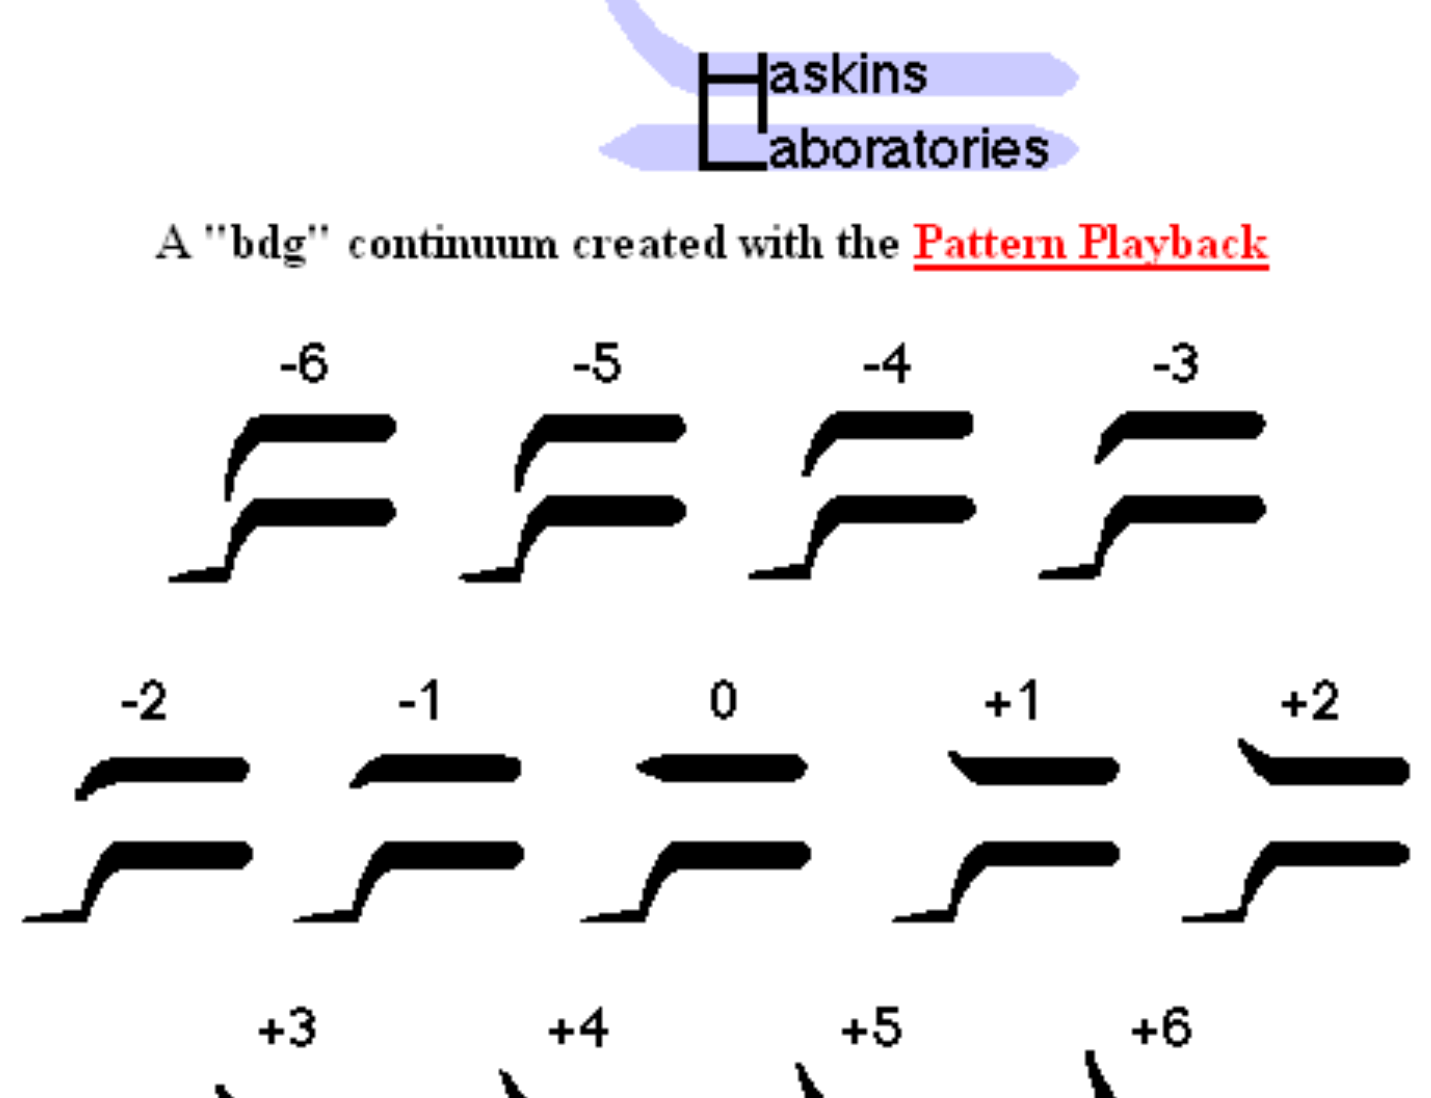 Haskins
Laboratories
A "bdg" continuum created with the Pattern Playback
-6 -5 -4 -3
-2 -1 0 +1 +2
+3 +4 +5 +6